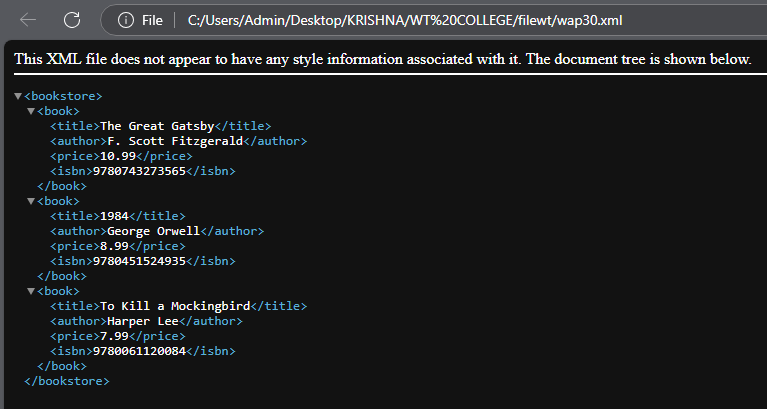 File C:/Users/Admin/Desktop/KRISHNA/WT%20COLLEGE/filewt/wap30.xml
This XML file does not appear to have any style information associated with it. The document tree is shown below.
▼<bookstore>
▼<book>
<title>The Great Gatsby</title>
<author>F. Scott Fitzgerald</author>
<price>10.99</price>
<isbn>9780743273565</isbn>
</book>
▼<book>
<title>1984</title>
<author>George Orwell</author>
<price>8.99</price>
<isbn>9780451524935</isbn>
</book>
▼<book>
<title>To Kill a Mockingbird</title>
<author>Harper Lee</author>
<price>7.99</price>
<isbn>9780061120084</isbn>
</book>
</bookstore>